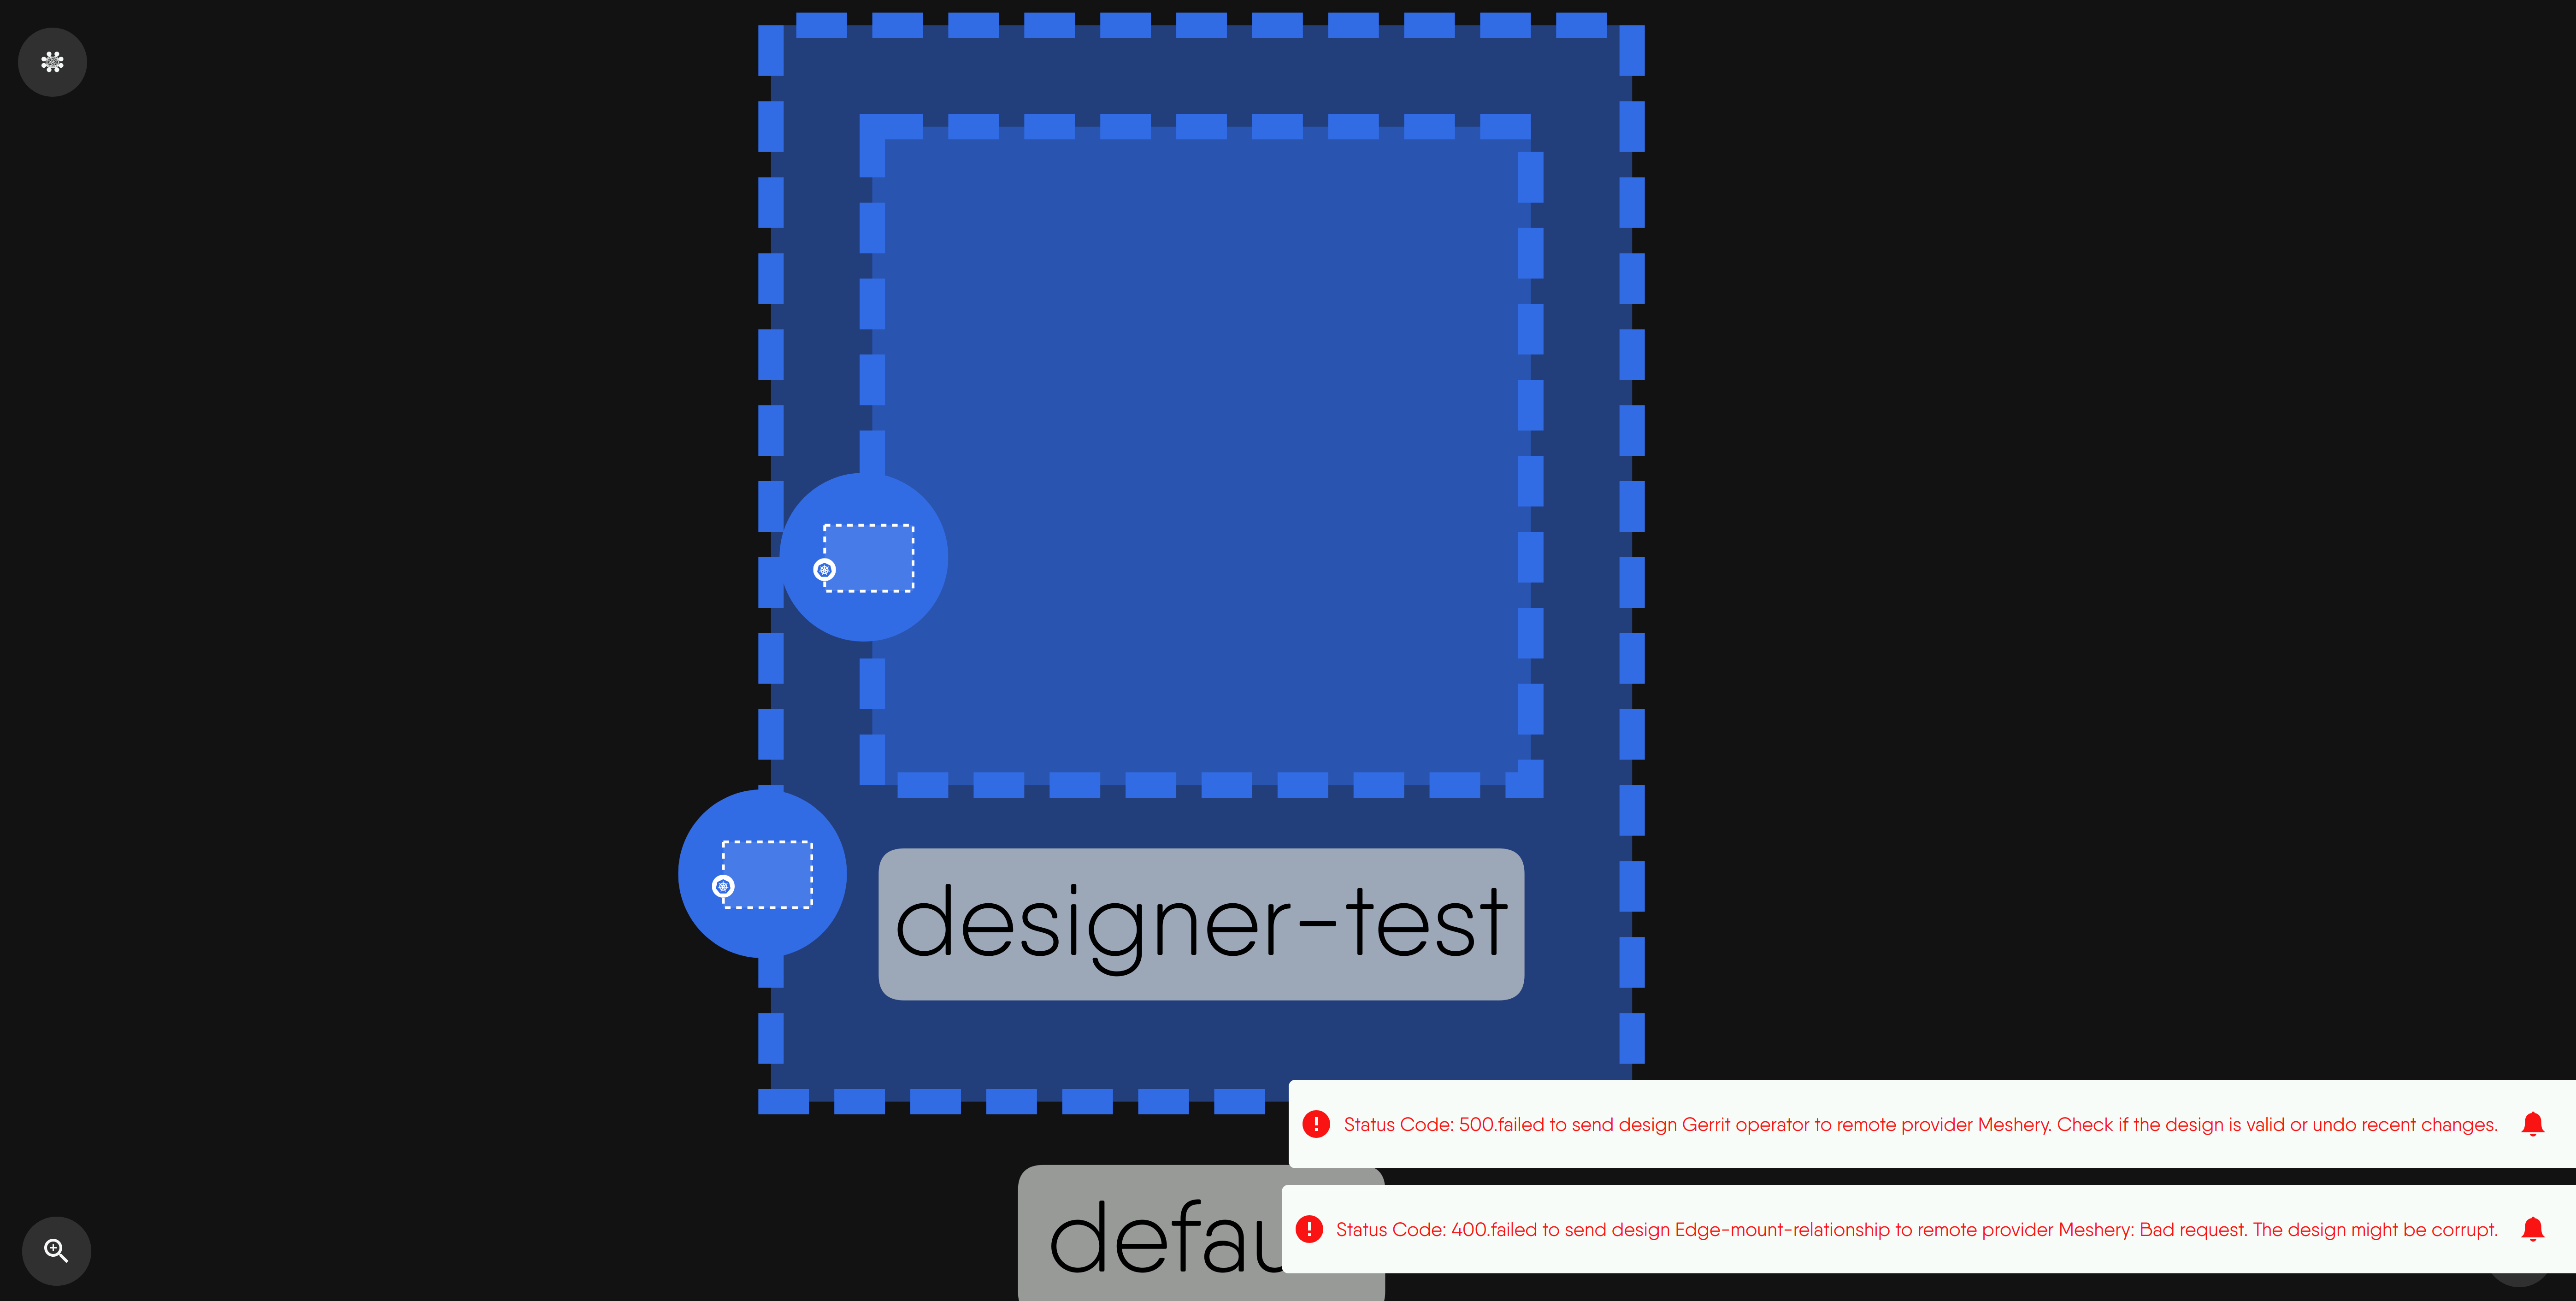 designer-test
Status Code: 500.failed to send design Gerrit operator to remote provider Meshery. Check if the design is valid or undo recent changes.
Status Code: 400.failed to send design Edge-mount-relationship to remote provider Meshery: Bad request. The design might be corrupt.